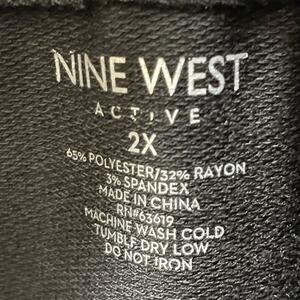 NINE WEST
ACTIVE
2X
65% POLYESTER/32% RAYON
3% SPANDEX
MADE IN CHINA
RN#63619
MACHINE WASH COLD
TUMBLE DRY LOW
DO NOT IRON